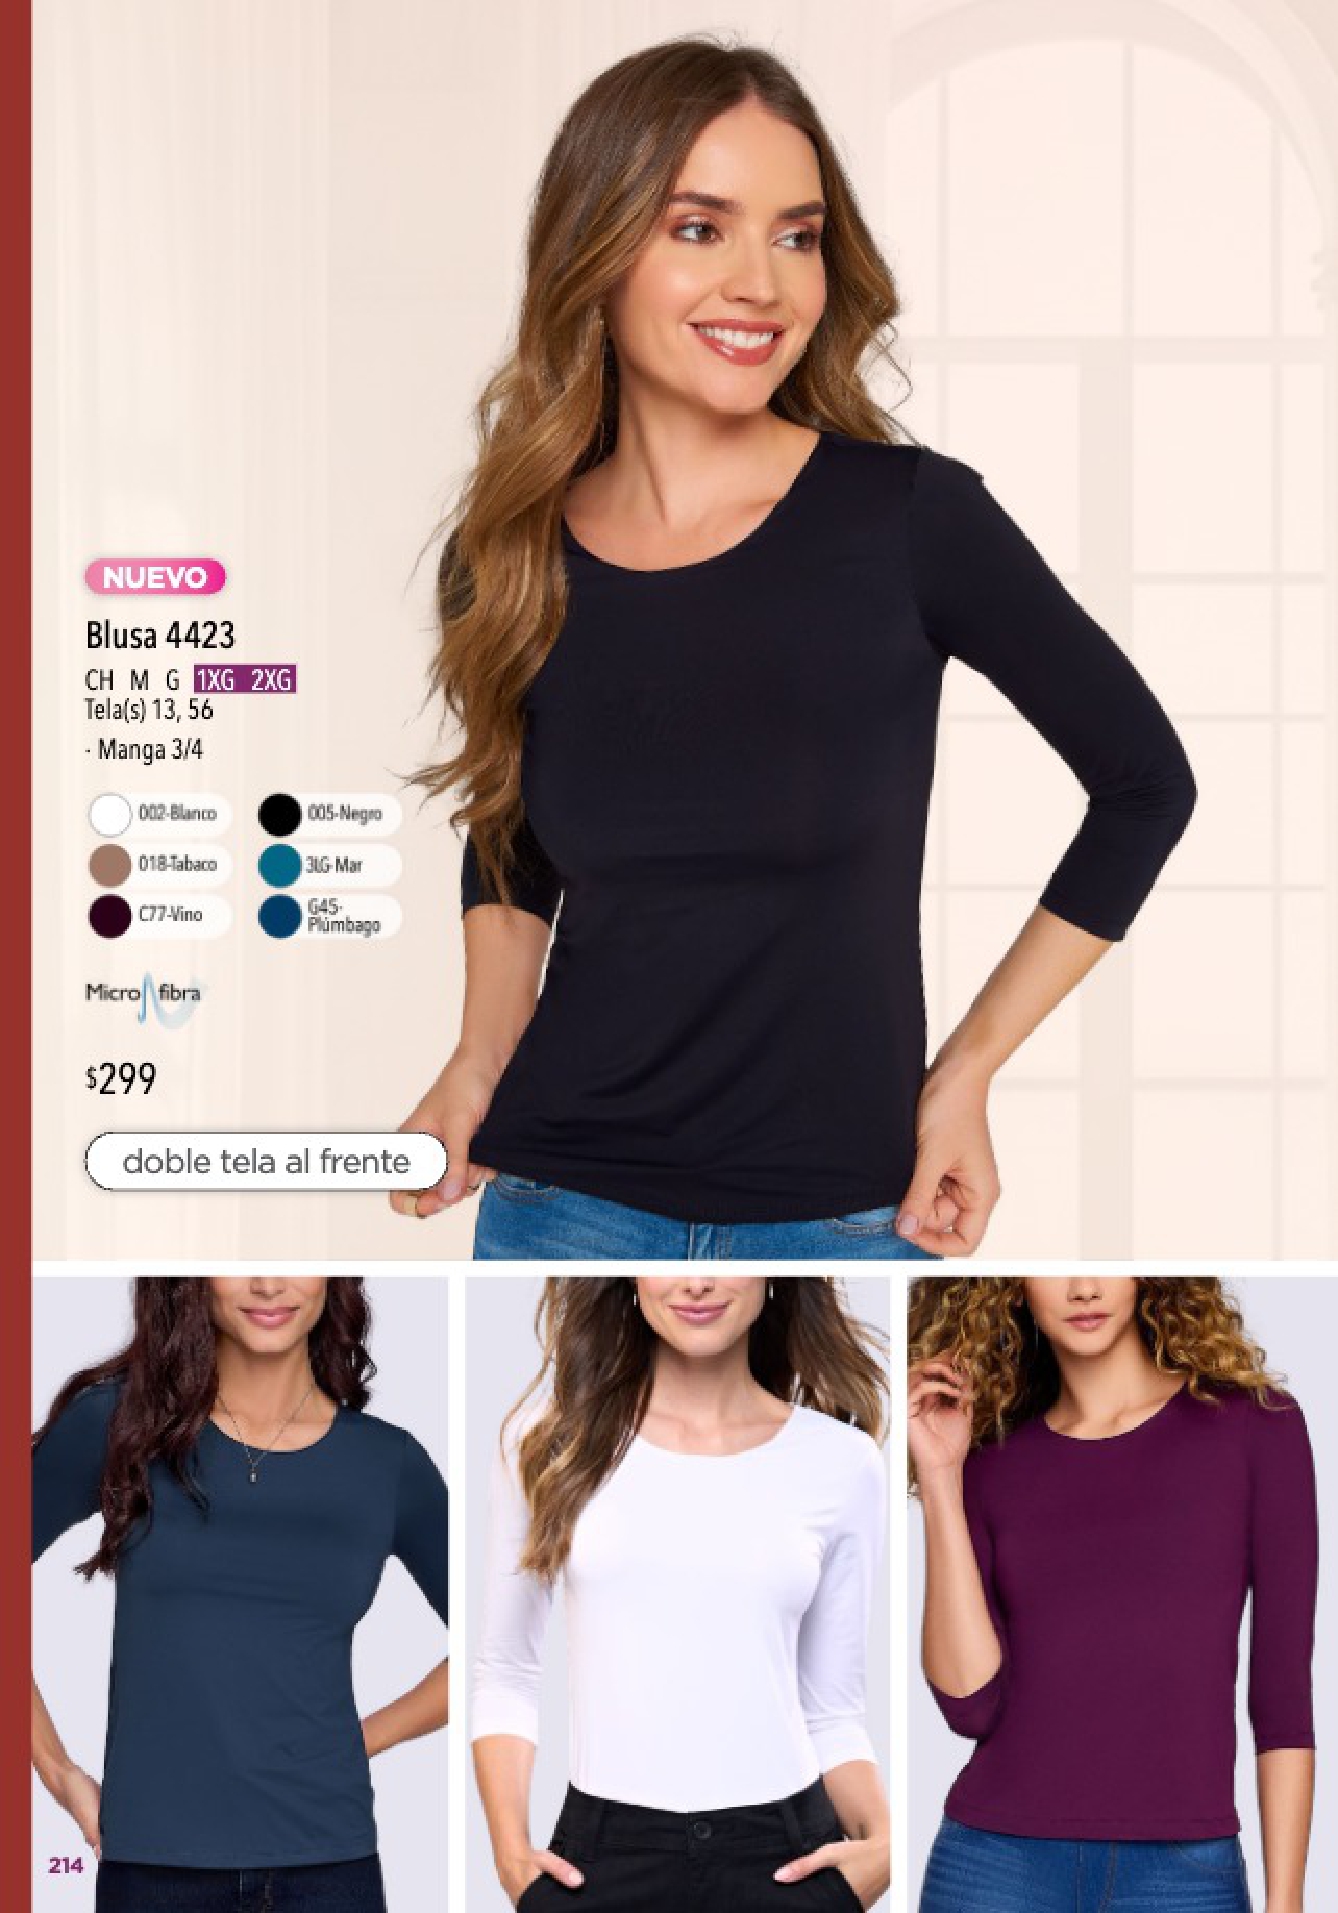 NUEVO
Blusa 4423
CH M G 1XG 2XG
Tela(s) 13, 56
- Manga 3/4
002-Blanco
005-Negro
018-Tabaco
3LG-Mar
C77-Vino
G45-
Plúmbago
Micro fibra
$299
doble tela al frente
214